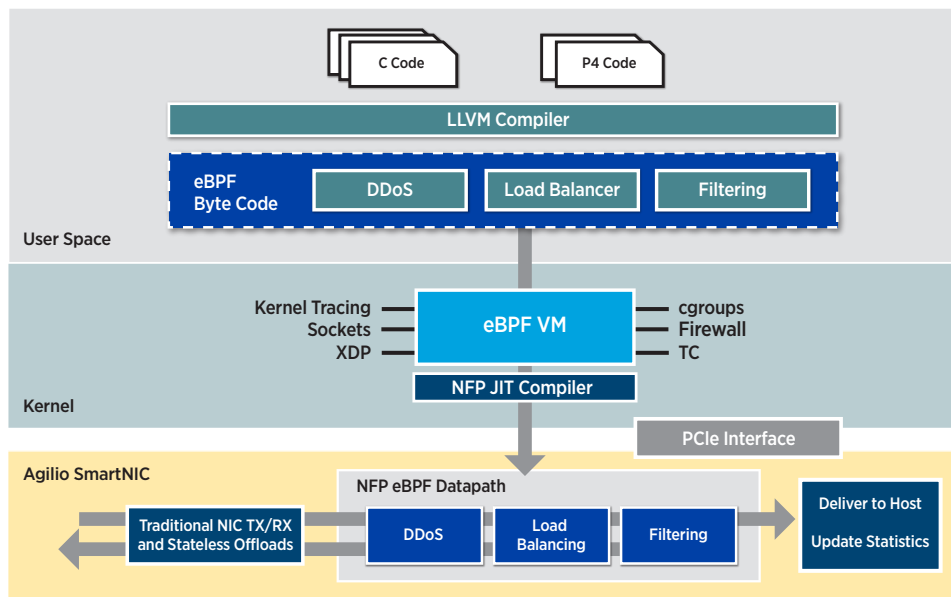 C Code
P4 Code
LLVM Compiler
eBPF
Byte Code
DDoS
Load Balancer
Filtering
User Space
Kernel Tracing
Sockets
XDP
eBPF VM
cgroups
Firewall
TC
NFP JIT Compiler
Kernel
PCIe Interface
Agilio SmartNIC
NFP eBPF Datapath
Traditional NIC TX/RX
and Stateless Offloads
DDoS
Load
Balancing
Filtering
Deliver to Host
Update Statistics